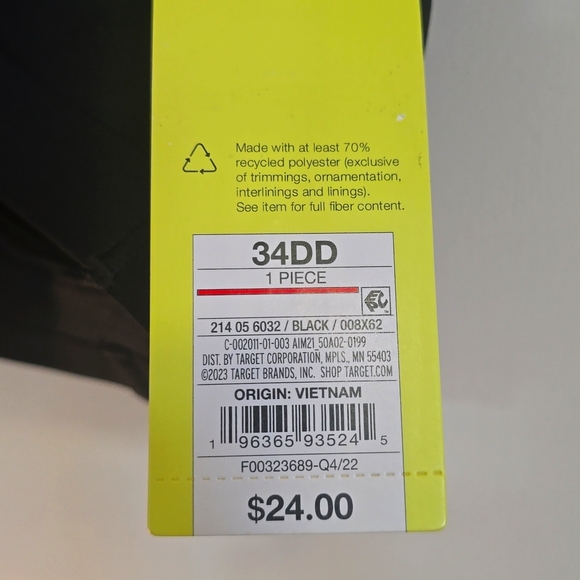 Made with at least 70%
recycled polyester (exclusive
of trimmings, ornamentation,
interlinings and linings).
See item for full fiber content.
34DD
1 PIECE
214 05 6032 / BLACK / 008X62
C-002011-01-003 AIM21_50A02-0199
DIST. BY TARGET CORPORATION, MPLS., MN 55403
©2023 TARGET BRANDS, INC. SHOP TARGET.COM
ORIGIN: VIETNAM
1 96365 93524 5
F00323689-Q4/22
$24.00